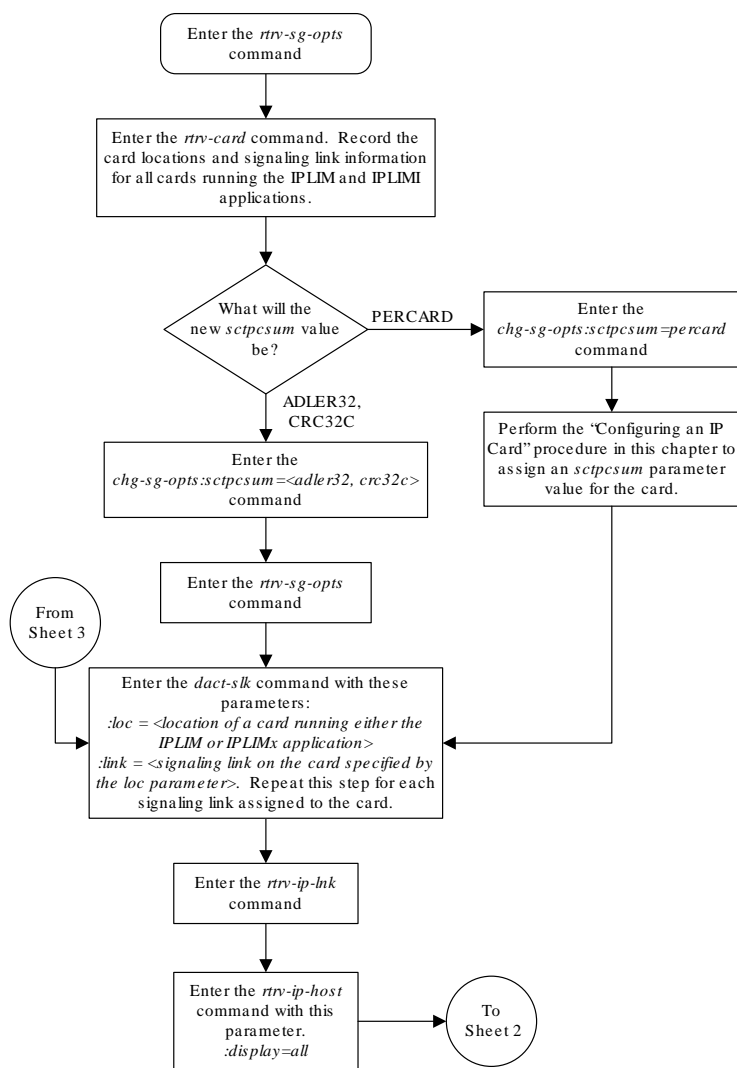 Enter the rtrv-sg-opts
command
Enter the rtrv-card command. Record the
card locations and signaling link information
for all cards running the IPLIM and IPLIMI
applications.
What will the
new sctpcsum value
be?
PERCARD
Enter the
chg-sg-opts:sctpcsum=percard
command
Perform the “Configuring an IP
Card” procedure in this chapter to
assign an sctpcsum parameter
value for the card.
ADLER32,
CRC32C
Enter the
chg-sg-opts:sctpcsum=<adler32, crc32c>
command
Enter the rtrv-sg-opts
command
From
Sheet 3
Enter the dact-slk command with these
parameters:
:loc = <location of a card running either the
IPLIM or IPLIMx application>
:link = <signaling link on the card specified by
the loc parameter>. Repeat this step for each
signaling link assigned to the card.
Enter the rtrv-ip-lnk
command
Enter the rtrv-ip-host
command with this
parameter.
:display=all
To
Sheet 2